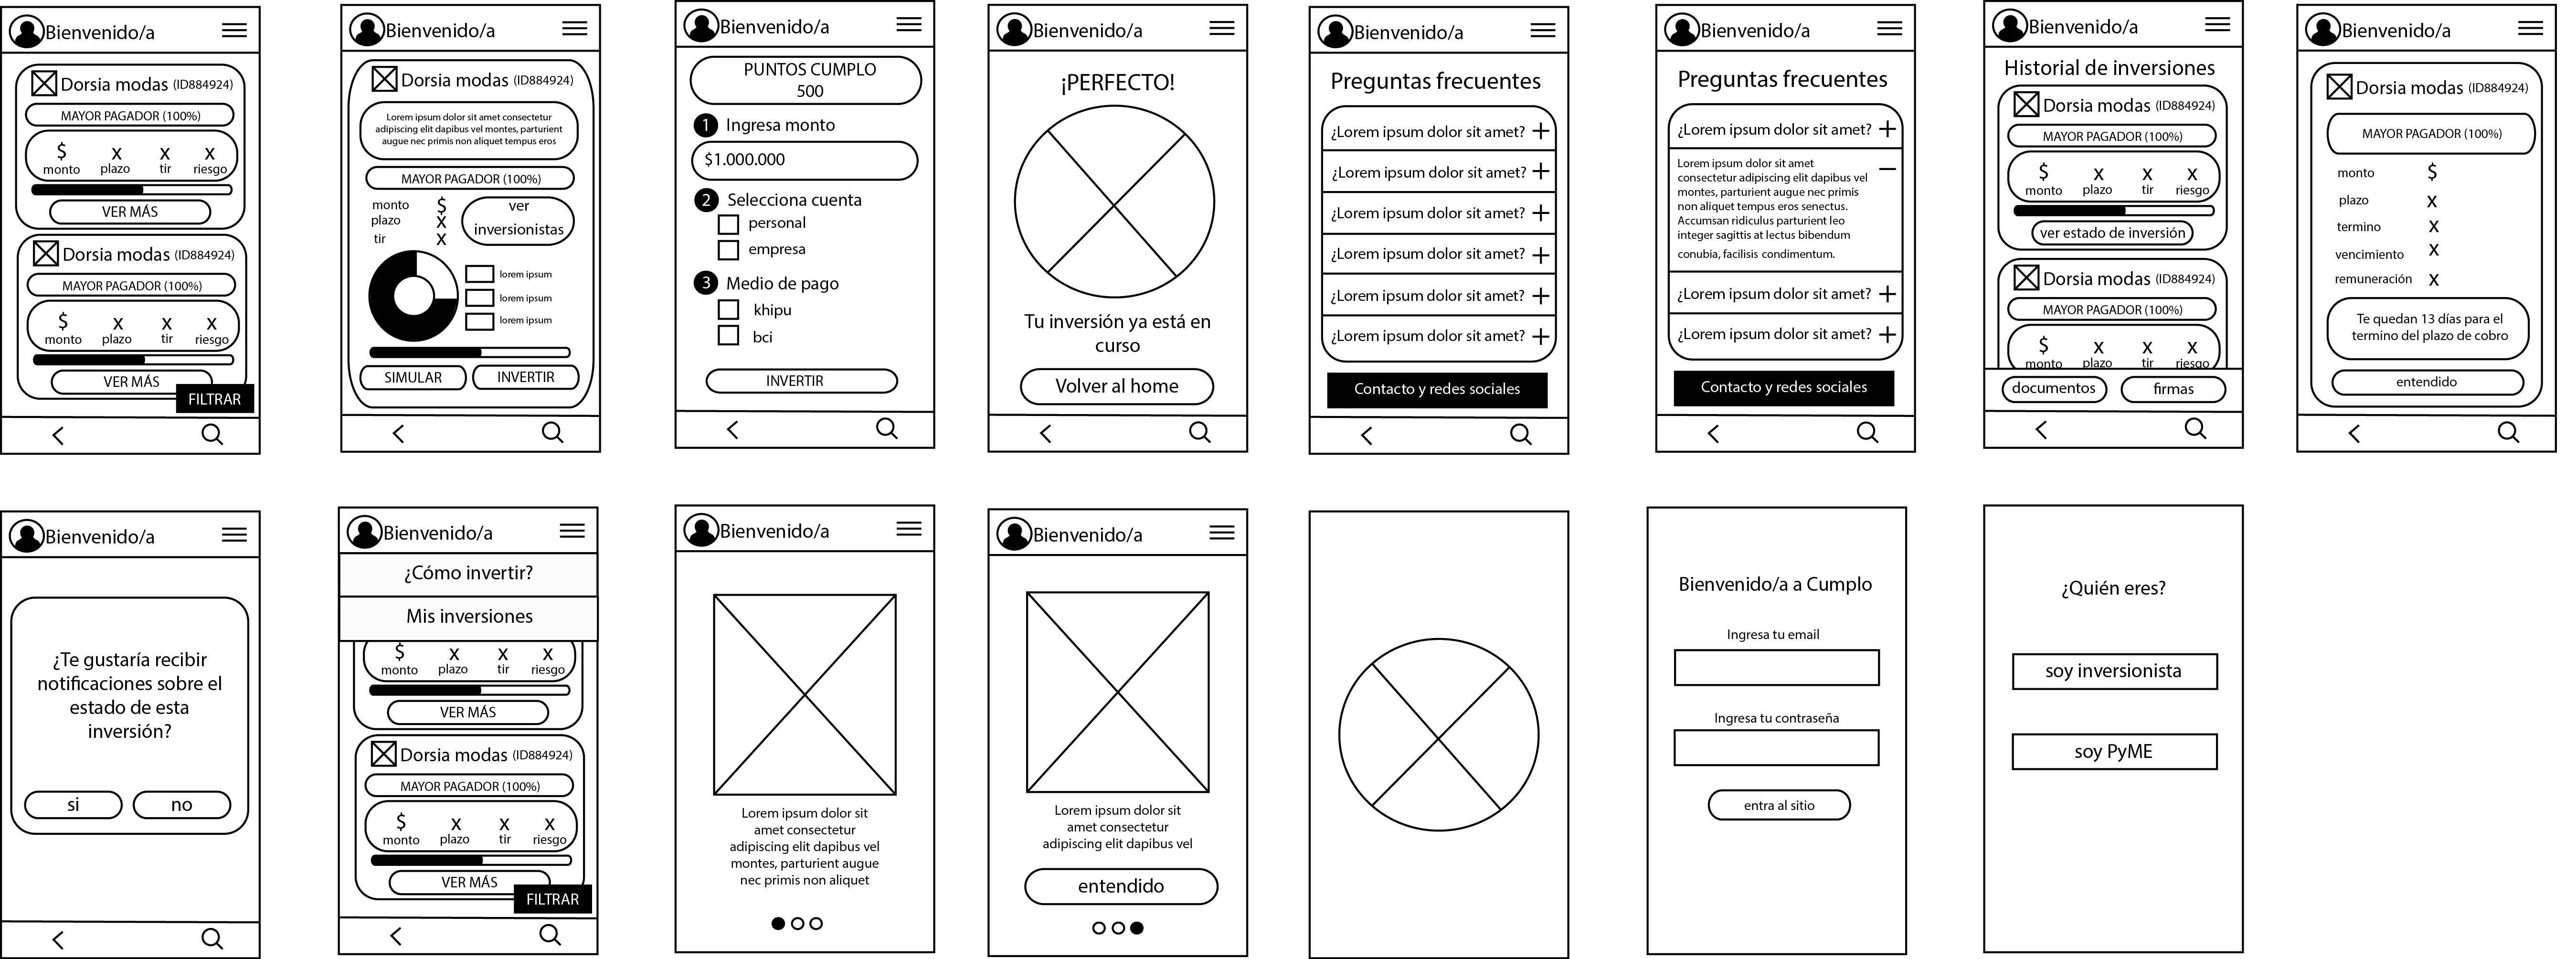 Bienvenido/a
Dorsia modas (ID884924)
MAYOR PAGADOR (100%)
$ x x x
monto plazo tir riesgo
VER MÁS
Dorsia modas (ID884924)
MAYOR PAGADOR (100%)
$ x x x
monto plazo tir riesgo
VER MÁS
FILTRAR
Bienvenido/a
Dorsia modas (ID884924)
Lorem ipsum dolor sit amet consectetur
adipiscing elit dapibus vel montes, parturient
augue nec primis non aliquet tempus eros
MAYOR PAGADOR (100%)
monto $
plazo X
tir X
ver
inversionistas
lorem ipsum
lorem ipsum
lorem ipsum
SIMULAR INVERTIR
Bienvenido/a
PUNTOS CUMPLO
500
1 Ingresa monto
$1.000.000
2 Selecciona cuenta
personal
empresa
3 Medio de pago
khipu
bci
INVERTIR
Bienvenido/a
¡PERFECTO!
Tu inversión ya está en
curso
Volver al home
Bienvenido/a
Preguntas frecuentes
¿Lorem ipsum dolor sit amet? +
¿Lorem ipsum dolor sit amet? +
¿Lorem ipsum dolor sit amet? +
¿Lorem ipsum dolor sit amet? +
¿Lorem ipsum dolor sit amet? +
¿Lorem ipsum dolor sit amet? +
Contacto y redes sociales
Bienvenido/a
Preguntas frecuentes
¿Lorem ipsum dolor sit amet? +
Lorem ipsum dolor sit amet
consectetur adipiscing elit dapibus vel
montes, parturient augue nec primis
non aliquet tempus eros senectus.
Accumsan ridiculus parturient leo
integer sagittis at lectus bibendum
conubia, facilisis condimentum.
¿Lorem ipsum dolor sit amet? +
¿Lorem ipsum dolor sit amet? +
Contacto y redes sociales
Bienvenido/a
Historial de inversiones
Dorsia modas (ID884924)
MAYOR PAGADOR (100%)
$ x x x
monto plazo tir riesgo
ver estado de inversión
Dorsia modas (ID884924)
MAYOR PAGADOR (100%)
$ x x x
monto plazo tir riesgo
documentos firmas
Bienvenido/a
Dorsia modas (ID884924)
MAYOR PAGADOR (100%)
monto $
plazo X
termino X
vencimiento X
remuneración X
Te quedan 13 días para el
termino del plazo de cobro
entendido
Bienvenido/a
¿Te gustaría recibir
notificaciones sobre el
estado de esta
inversión?
si no
Bienvenido/a
¿Cómo invertir?
Mis inversiones
$ x x x
monto plazo tir riesgo
VER MÁS
Dorsia modas (ID884924)
MAYOR PAGADOR (100%)
$ x x x
monto plazo tir riesgo
VER MÁS
FILTRAR
Bienvenido/a
Lorem ipsum dolor sit
amet consectetur
adipiscing elit dapibus vel
montes, parturient augue
nec primis non aliquet
Bienvenido/a
Lorem ipsum dolor sit
amet consectetur
adipiscing elit dapibus vel
entendido
Bienvenido/a a Cumplo
Ingresa tu email
Ingresa tu contraseña
entra al sitio
¿Quién eres?
soy inversionista
soy PyME